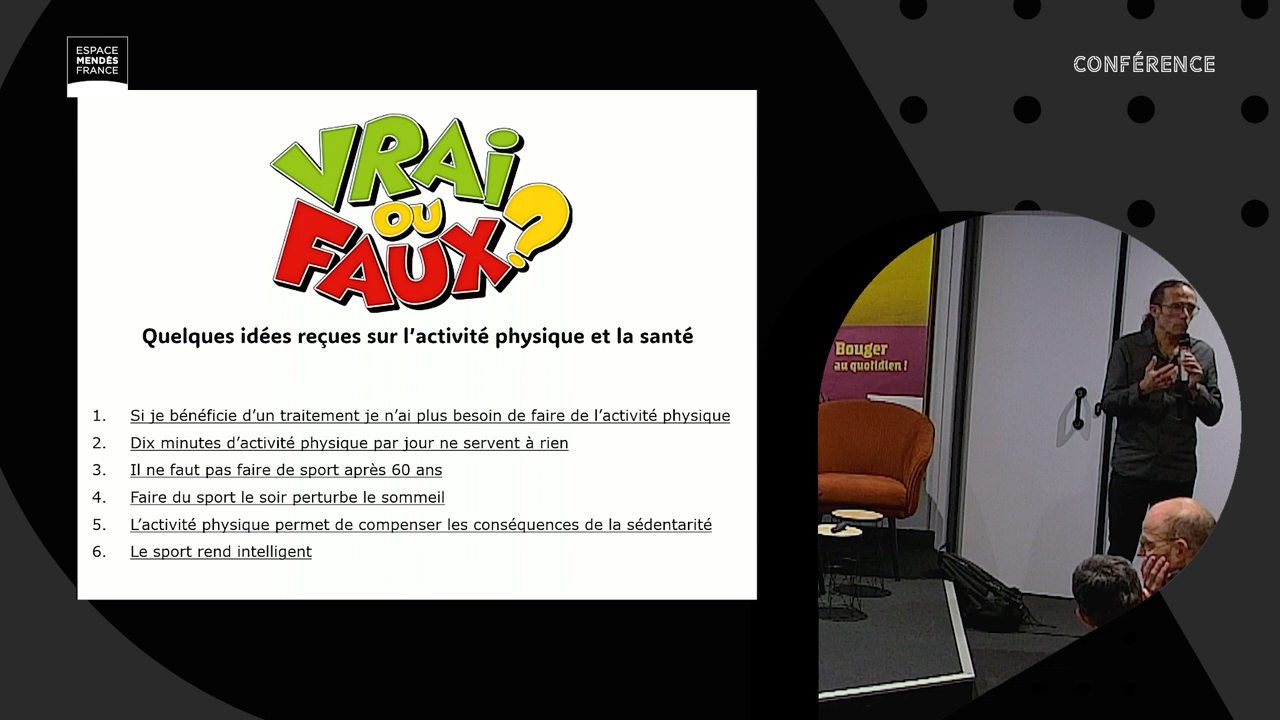 ESPACE
MENDÈS
FRANCE
CONFÉRENCE
VRAi
OU
FAUX?
Quelques idées reçues sur l'activité physique et la santé
1. Si je bénéficie d'un traitement je n'ai plus besoin de faire de l'activité physique
2. Dix minutes d'activité physique par jour ne servent à rien
3. Il ne faut pas faire de sport après 60 ans
4. Faire du sport le soir perturbe le sommeil
5. L'activité physique permet de compenser les conséquences de la sédentarité
6. Le sport rend intelligent
Bouger
au quotidien !